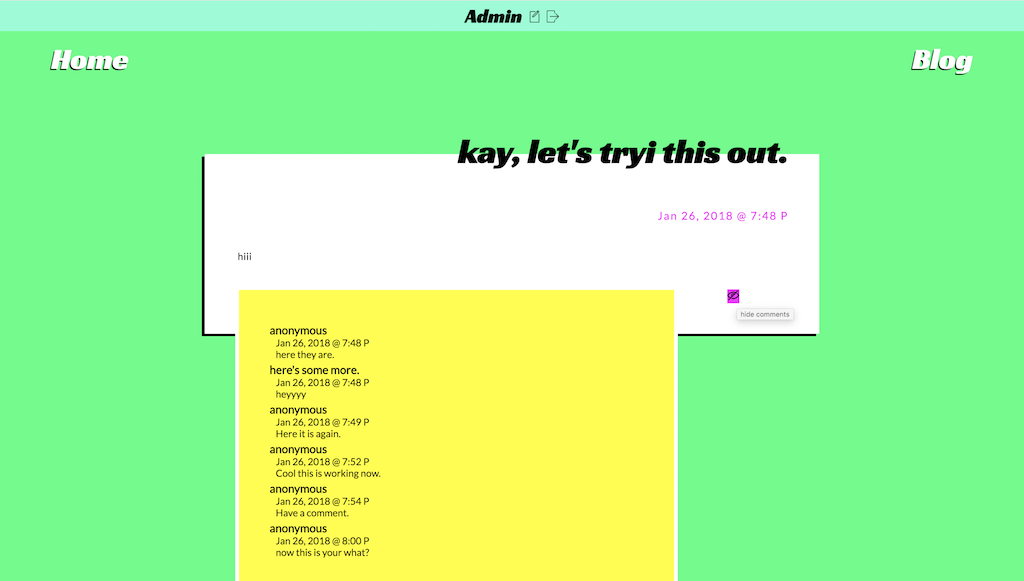 Admin
Home
Blog
kay, let's tryi this out.
Jan 26, 2018 @ 7:48 P
hiii
hide comments
anonymous
Jan 26, 2018 @ 7:48 P
here they are.
here's some more.
Jan 26, 2018 @ 7:48 P
heyyyy
anonymous
Jan 26, 2018 @ 7:49 P
Here it is again.
anonymous
Jan 26, 2018 @ 7:52 P
Cool this is working now.
anonymous
Jan 26, 2018 @ 7:54 P
Have a comment.
anonymous
Jan 26, 2018 @ 8:00 P
now this is your what?